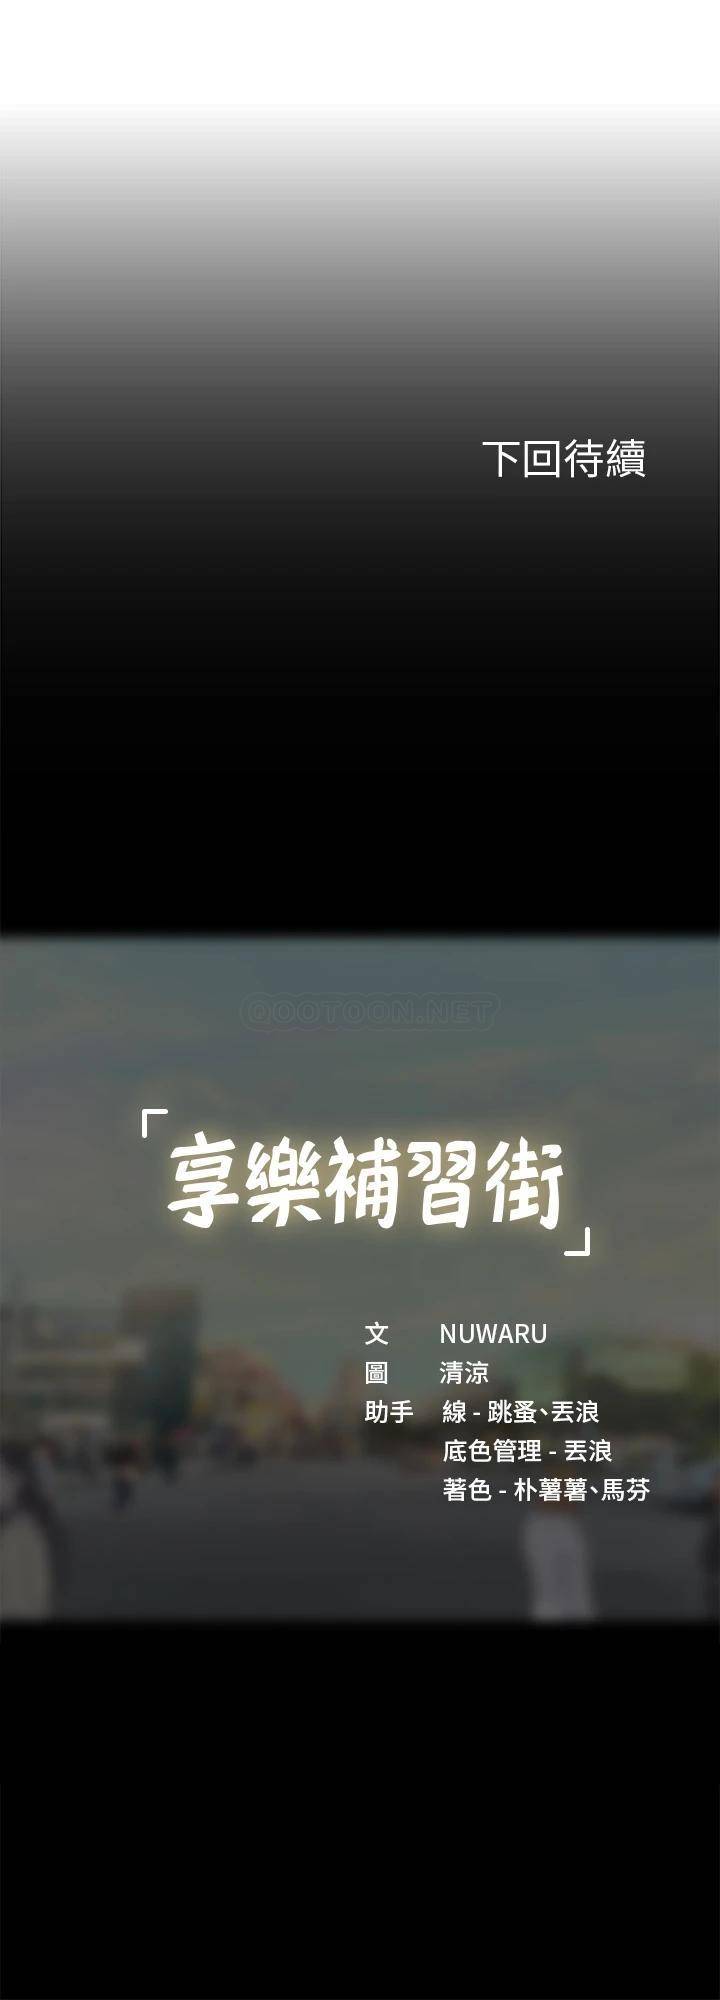 下回待續
QOOTOON.NET
「享樂補習街」
文 NUWARU
圖 清涼
助手 線 - 跳蚤、丟浪
底色管理 - 丟浪
著色 - 朴薯薯、馬芬